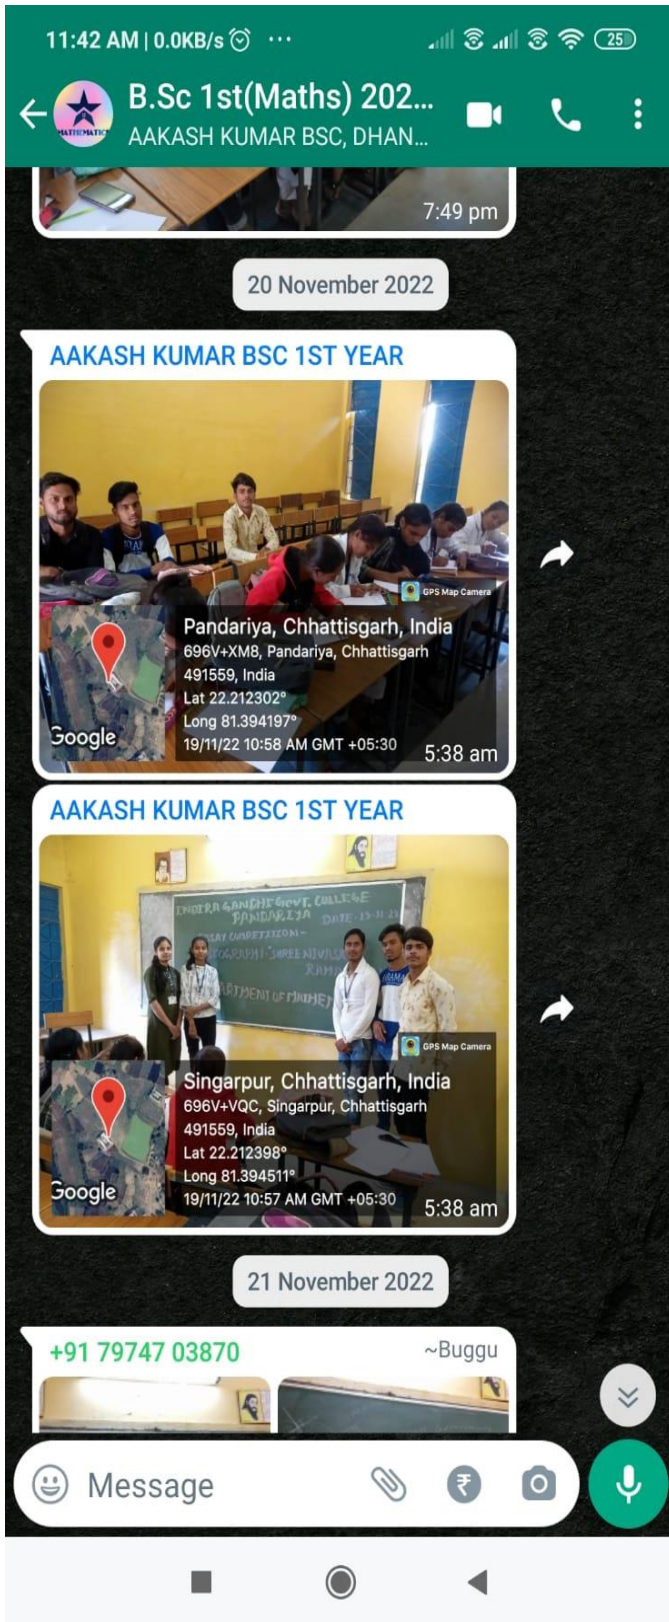 11:42 AM | 0.0KB/s
25
B.Sc 1st(Maths) 202...
MATHEMATICS
AAKASH KUMAR BSC, DHAN...
7:49 pm
20 November 2022
AAKASH KUMAR BSC 1ST YEAR
GPS Map Camera
Pandariya, Chhattisgarh, India
696V+XM8, Pandariya, Chhattisgarh
491559, India
Lat 22.212302°
Long 81.394197°
Google
19/11/22 10:58 AM GMT +05:30
5:38 am
AAKASH KUMAR BSC 1ST YEAR
INDIRA GANDHI GOVT. COLLEGE
PANDARIYA
COMPETITION-
GPS Map Camera
Singarpur, Chhattisgarh, India
696V+VQC, Singarpur, Chhattisgarh
491559, India
Lat 22.212398°
Long 81.394511°
Google
19/11/22 10:57 AM GMT +05:30
5:38 am
21 November 2022
+91 79747 03870
~Buggu
Message